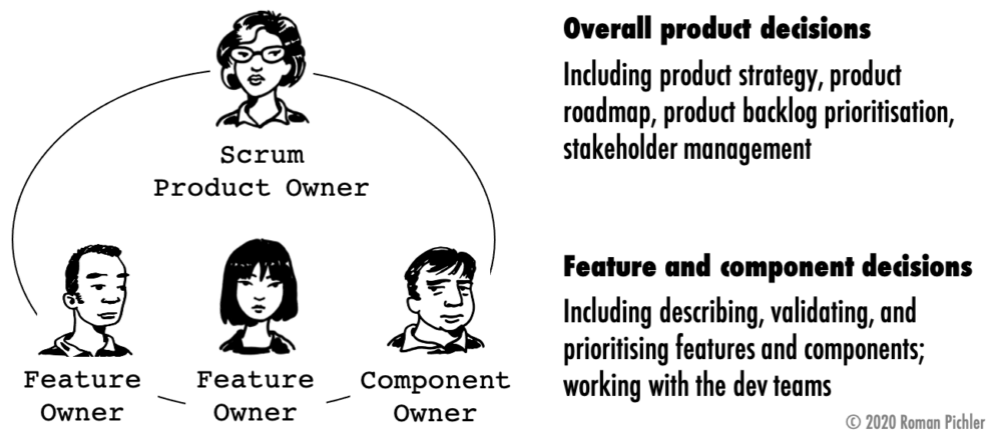 Scrum
Product Owner
Feature
Owner
Feature
Owner
Component
Owner
Overall product decisions
Including product strategy, product
roadmap, product backlog prioritisation,
stakeholder management
Feature and component decisions
Including describing, validating, and
prioritising features and components;
working with the dev teams
© 2020 Roman Pichler